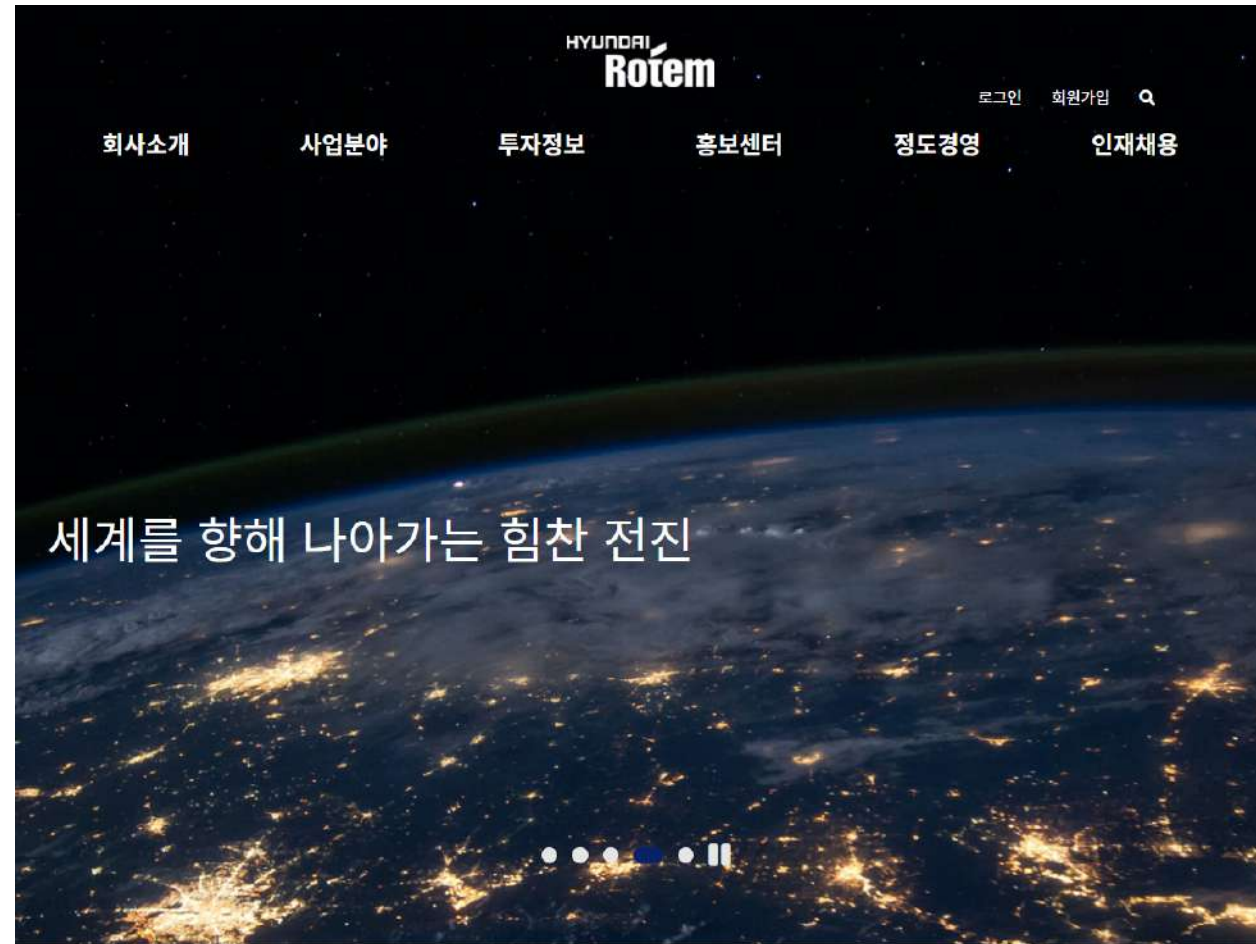 HYUNDAI
Rotem
로그인 회원가입
회사소개 사업분야 투자정보 홍보센터 정도경영 인재채용
세계를 향해 나아가는 힘찬 전진